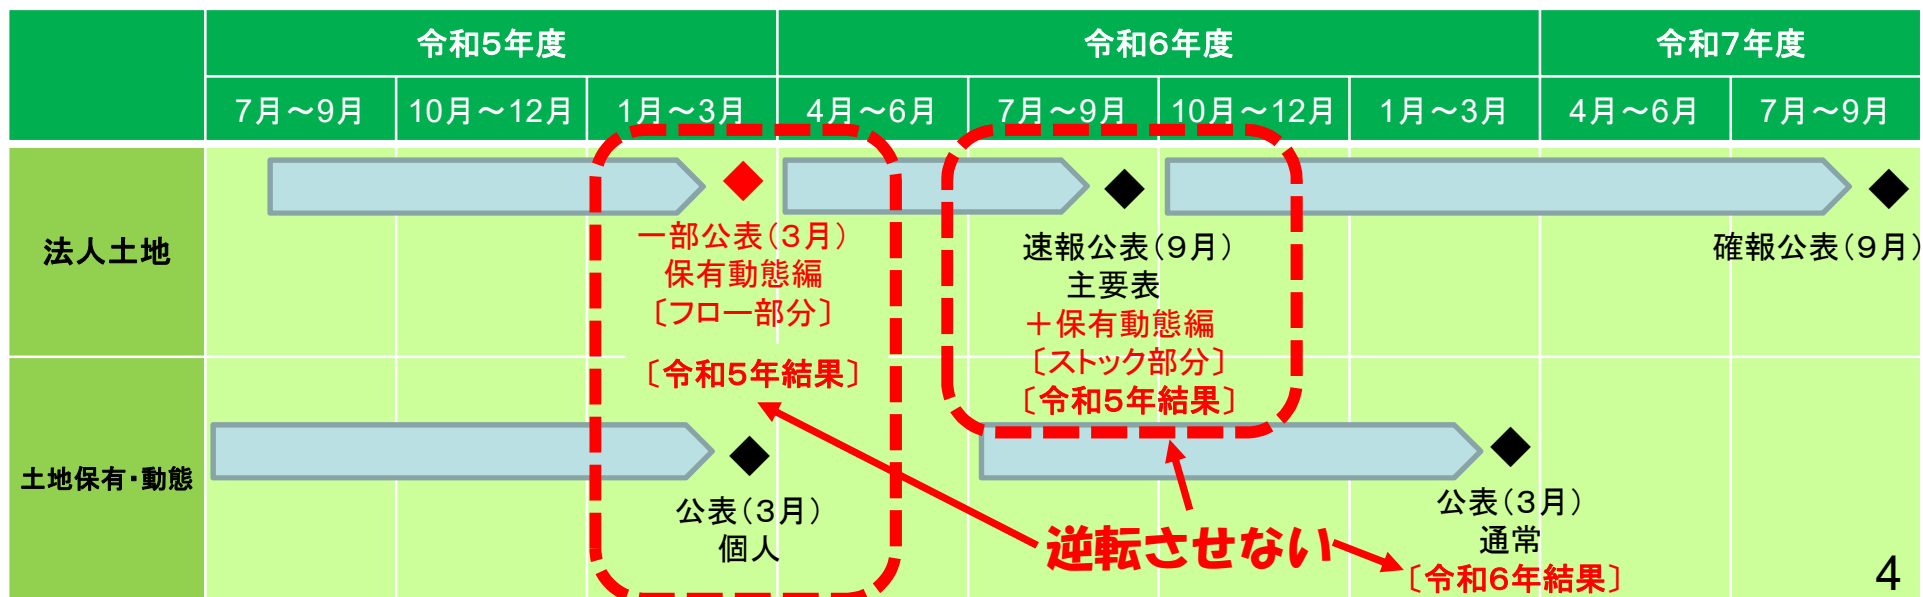 令和5年度
令和6年度
令和7年度
7月～9月
10月～12月
1月～3月
4月～6月
7月～9月
10月～12月
1月～3月
4月～6月
7月～9月
法人土地
一部公表（3月）
保有動態編
〔フロー部分〕
〔令和5年結果〕
速報公表（9月）
主要表
＋保有動態編
〔ストック部分〕
〔令和5年結果〕
確報公表（9月）
土地保有・動態
公表（3月）
個人
逆転させない
公表（3月）
通常
〔令和6年結果〕
4